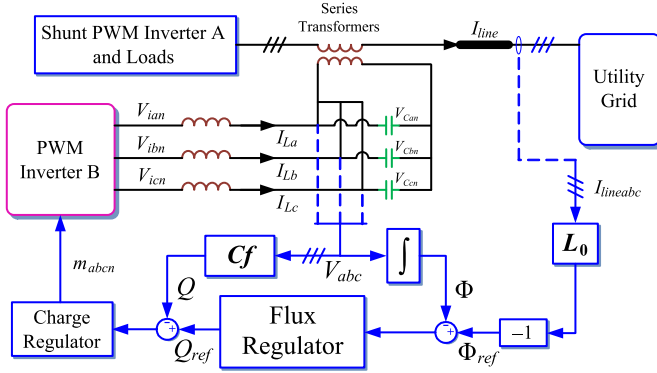 Series
Transformers
Shunt PWM Inverter A
and Loads
I_line
Utility
Grid
V_ian
V_ibn
V_icn
PWM
Inverter B
I_La
I_Lb
I_Lc
V_Can
V_Cbn
V_Ccn
I_lineabc
L_0
Cf
V_abc
∫
m_abcn
Q
Φ
Charge
Regulator
- +
Q_ref
Flux
Regulator
- +
Φ_ref
−1